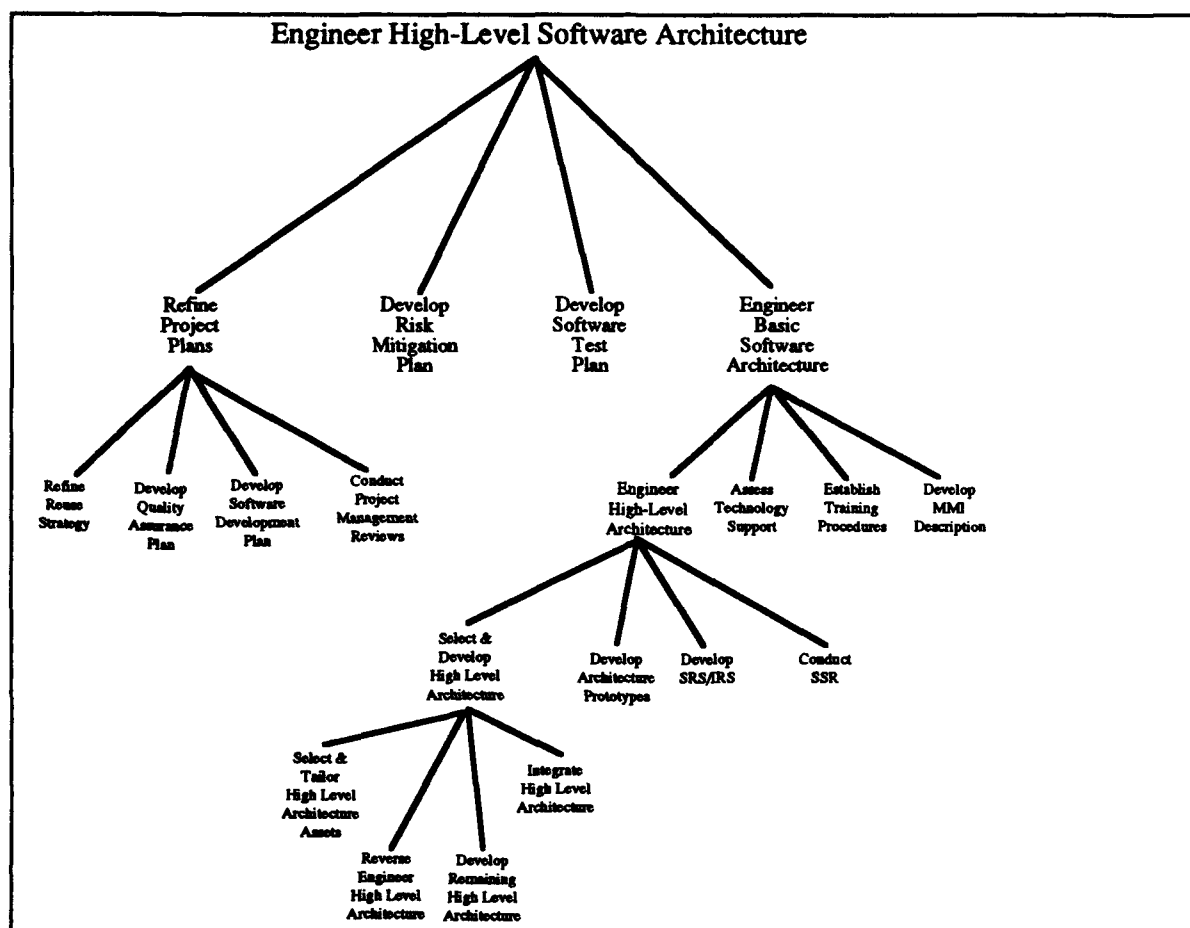 Engineer High-Level Software Architecture
Refine
Project
Plans
Develop
Risk
Mitigation
Plan
Develop
Software
Test
Plan
Engineer
Basic
Software
Architecture
Refine
Reuse
Strategy
Develop
Quality
Assurance
Plan
Develop
Software
Development
Plan
Conduct
Project
Management
Reviews
Engineer
High-Level
Architecture
Assess
Technology
Support
Establish
Training
Procedures
Develop
MMI
Description
Select &
Develop
High Level
Architecture
Develop
Architecture
Prototypes
Develop
SRS/IRS
Conduct
SSR
Select &
Tailor
High Level
Architecture
Assets
Reverse
Engineer
High Level
Architecture
Develop
Remaining
High Level
Architecture
Integrate
High Level
Architecture